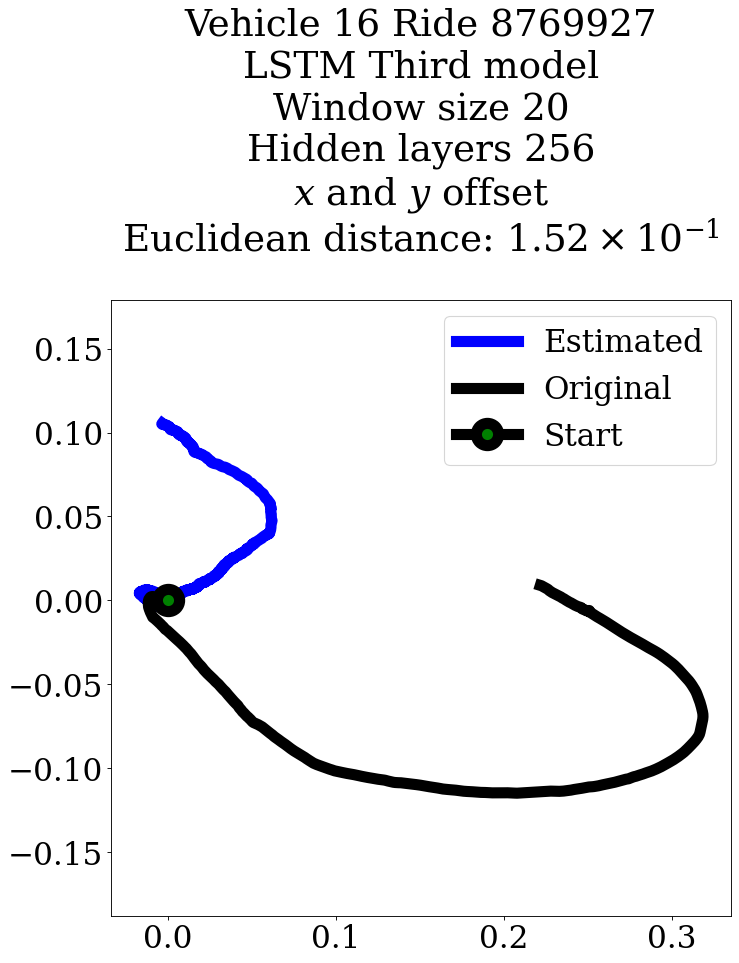 Vehicle 16 Ride 8769927
LSTM Third model
Window size 20
Hidden layers 256
x and y offset
Euclidean distance: 1.52 × 10⁻¹
Estimated
Original
Start
0.15
0.10
0.05
0.00
−0.05
−0.10
−0.15
0.0 0.1 0.2 0.3